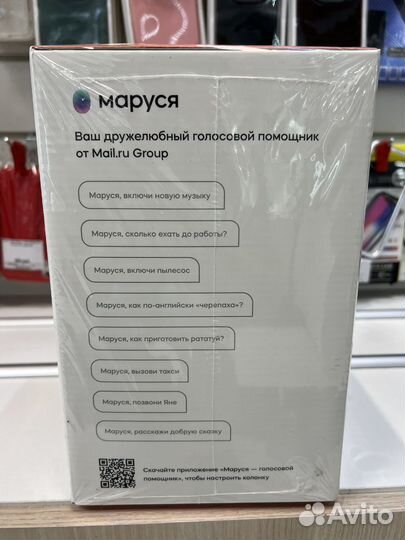 маруся
Ваш дружелюбный голосовой помощник
от Mail.ru Group
Маруся, включи новую музыку
Маруся, сколько ехать до работы?
Маруся, включи пылесос
Маруся, как по-английски «черепаха»?
Маруся, как приготовить рататуй?
Маруся, вызови такси
Маруся, позвони Яне
Маруся, расскажи добрую сказку
Скачайте приложение «Маруся — голосовой
помощник», чтобы настроить колонку
Avito